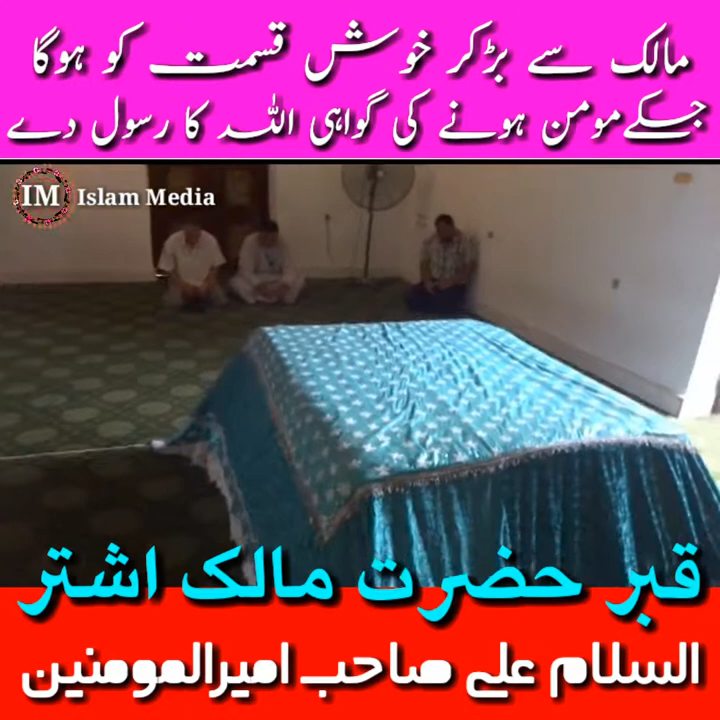 مالک سے بڑکر خوش قسمت کو ہوگا
جسکے مومن ہونے کی گواہی اللہ کا رسول دے
IM Islam Media
قبر حضرت مالک اشتر
السلام علی صاحب امیرالمومنین